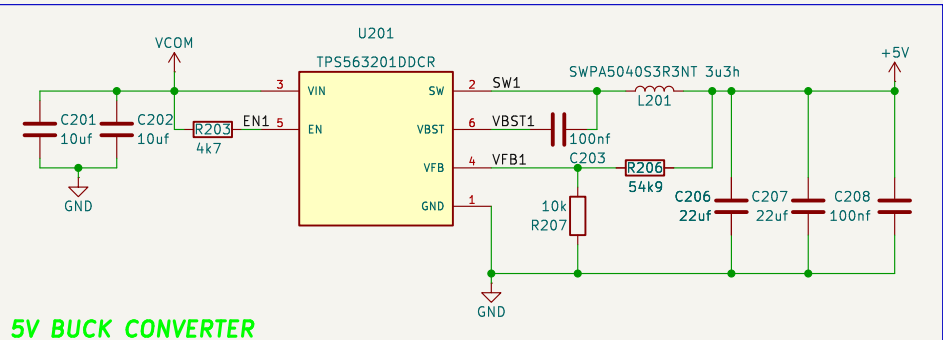 U201
VCOM
TPS563201DDCR
SWPA5040S3R3NT 3u3h
+5V
3
VIN
SW
2
SW1
L201
C201
10uf
C202
10uf
R203
4k7
EN1
5
EN
VBST
6
VBST1
100nf
C203
VFB
4
VFB1
R206
54k9
GND
GND
1
10k
R207
C206
22uf
C207
22uf
C208
100nf
GND
5V BUCK CONVERTER